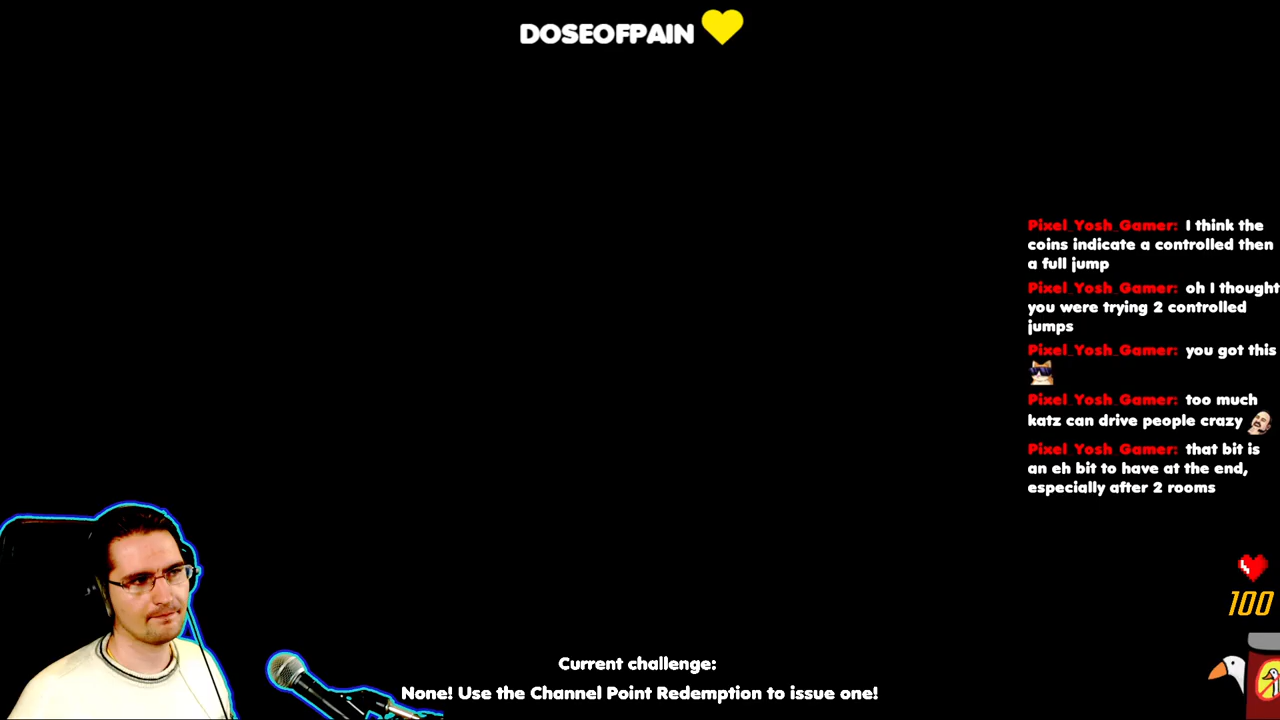 DOSEOFPAIN
Pixel_Yosh_Gamer: I think the
coins indicate a controlled then
a full jump
Pixel_Yosh_Gamer: oh I thought
you were trying 2 controlled
jumps
Pixel_Yosh_Gamer: you got this
Pixel_Yosh_Gamer: too much
katz can drive people crazy
Pixel_Yosh_Gamer: that bit is
an eh bit to have at the end,
especially after 2 rooms
100
Current challenge:
None! Use the Channel Point Redemption to issue one!